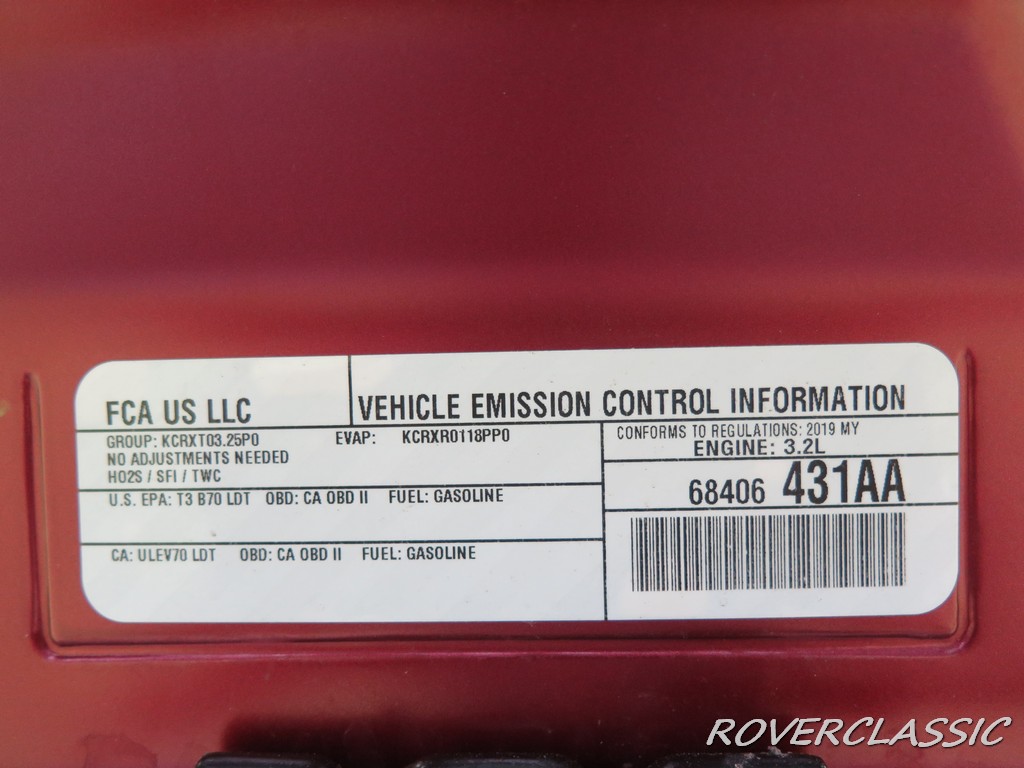 FCA US LLC
VEHICLE EMISSION CONTROL INFORMATION
GROUP: KCRXT03.25P0 EVAP: KCRXR0118PP0
NO ADJUSTMENTS NEEDED
HO2S / SFI / TWC
CONFORMS TO REGULATIONS: 2019 MY
ENGINE: 3.2L
68406 431AA
U.S. EPA: T3 B70 LDT OBD: CA OBD II FUEL: GASOLINE
CA: ULEV70 LDT OBD: CA OBD II FUEL: GASOLINE
ROVERCLASSIC